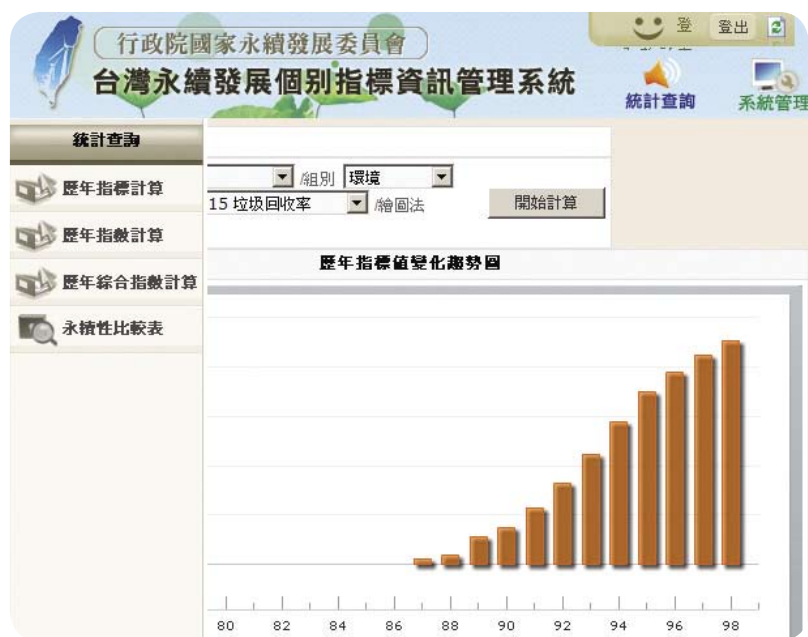 行政院國家永續發展委員會
台灣永續發展個別指標資訊管理系統
登 登出
統計查詢 系統管理
統計查詢
歷年指標計算
歷年指數計算
歷年綜合指數計算
永續性比較表
/組別 環境
15 垃圾回收率 /繪圖法 開始計算
歷年指標值變化趨勢圖
80 82 84 86 88 90 92 94 96 98